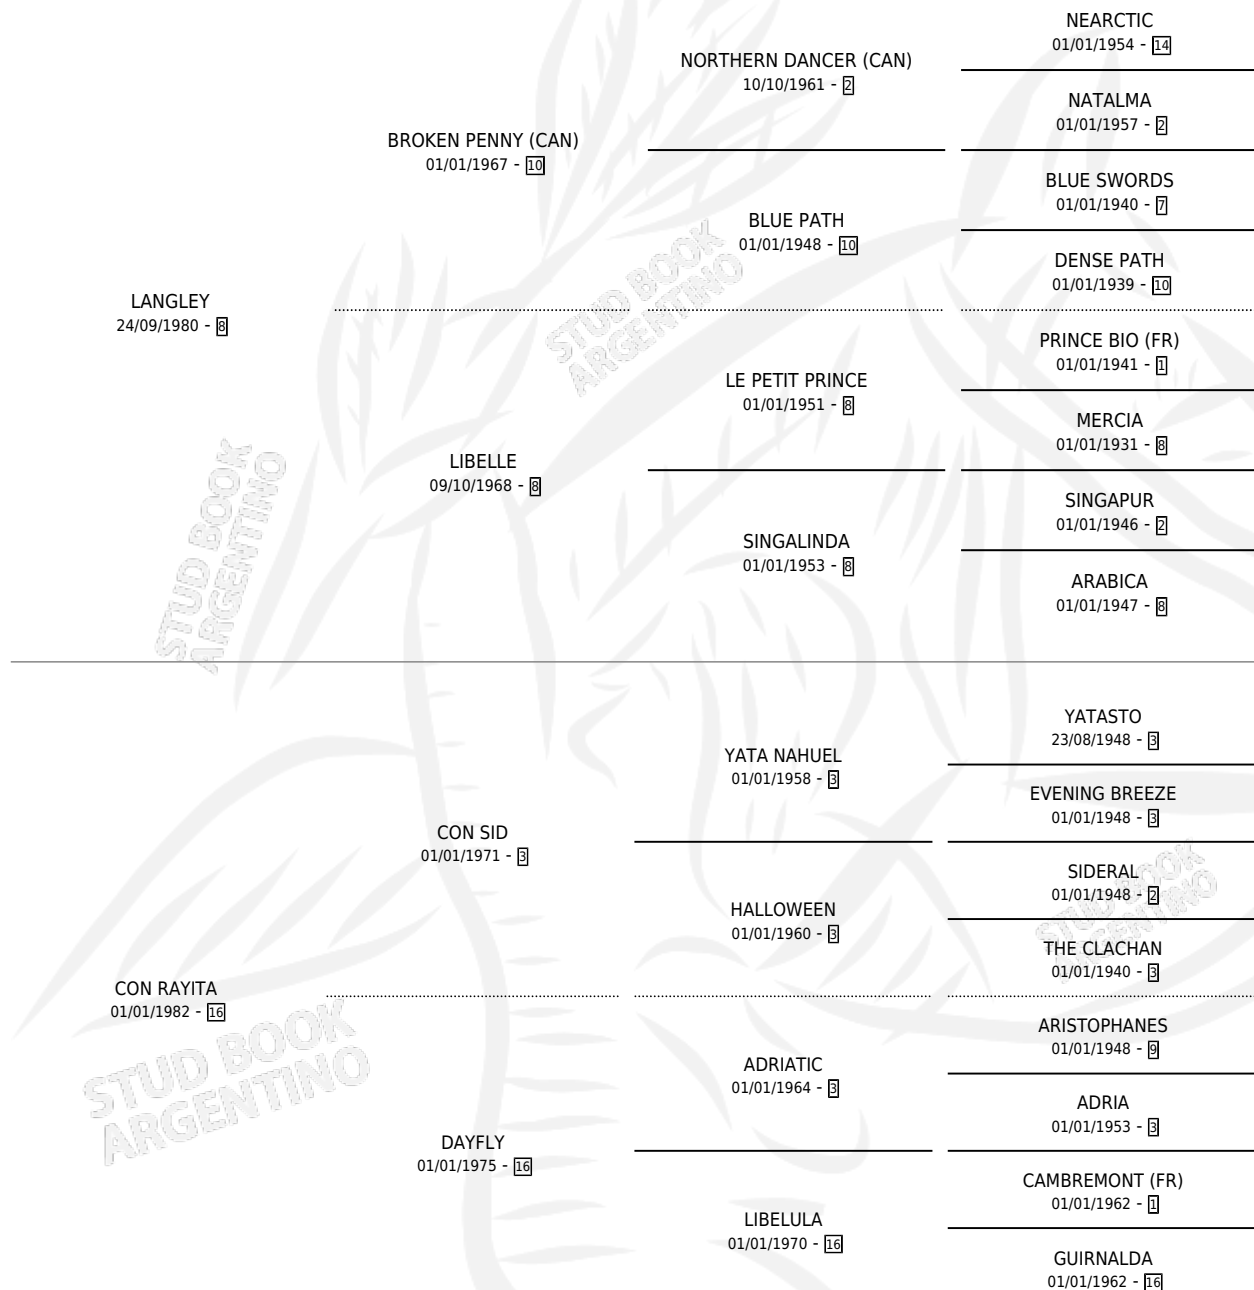 NEARCTIC
01/01/1954 - 14
NORTHERN DANCER (CAN)
10/10/1961 - 2
NATALMA
01/01/1957 - 2
BROKEN PENNY (CAN)
01/01/1967 - 10
BLUE SWORDS
01/01/1940 - 7
BLUE PATH
01/01/1948 - 10
DENSE PATH
01/01/1939 - 10
LANGLEY
24/09/1980 - 8
PRINCE BIO (FR)
01/01/1941 - 1
LE PETIT PRINCE
01/01/1951 - 8
MERCIA
01/01/1931 - 8
LIBELLE
09/10/1968 - 8
SINGAPUR
01/01/1946 - 2
SINGALINDA
01/01/1953 - 8
ARABICA
01/01/1947 - 8
STUD BOOK
ARGENTINO
STUD BOOK
ARGENTINO
YATASTO
23/08/1948 - 3
YATA NAHUEL
01/01/1958 - 3
EVENING BREEZE
01/01/1948 - 3
CON SID
01/01/1971 - 3
SIDERAL
01/01/1948 - 2
HALLOWEEN
01/01/1960 - 3
THE CLACHAN
01/01/1940 - 3
CON RAYITA
01/01/1982 - 16
ARISTOPHANES
01/01/1948 - 9
ADRIATIC
01/01/1964 - 3
ADRIA
01/01/1953 - 3
DAYFLY
01/01/1975 - 16
CAMBREMONT (FR)
01/01/1962 - 1
LIBELULA
01/01/1970 - 16
GUIRNALDA
01/01/1962 - 16
STUD BOOK
ARGENTINO
STUD BOOK
ARGENTINO